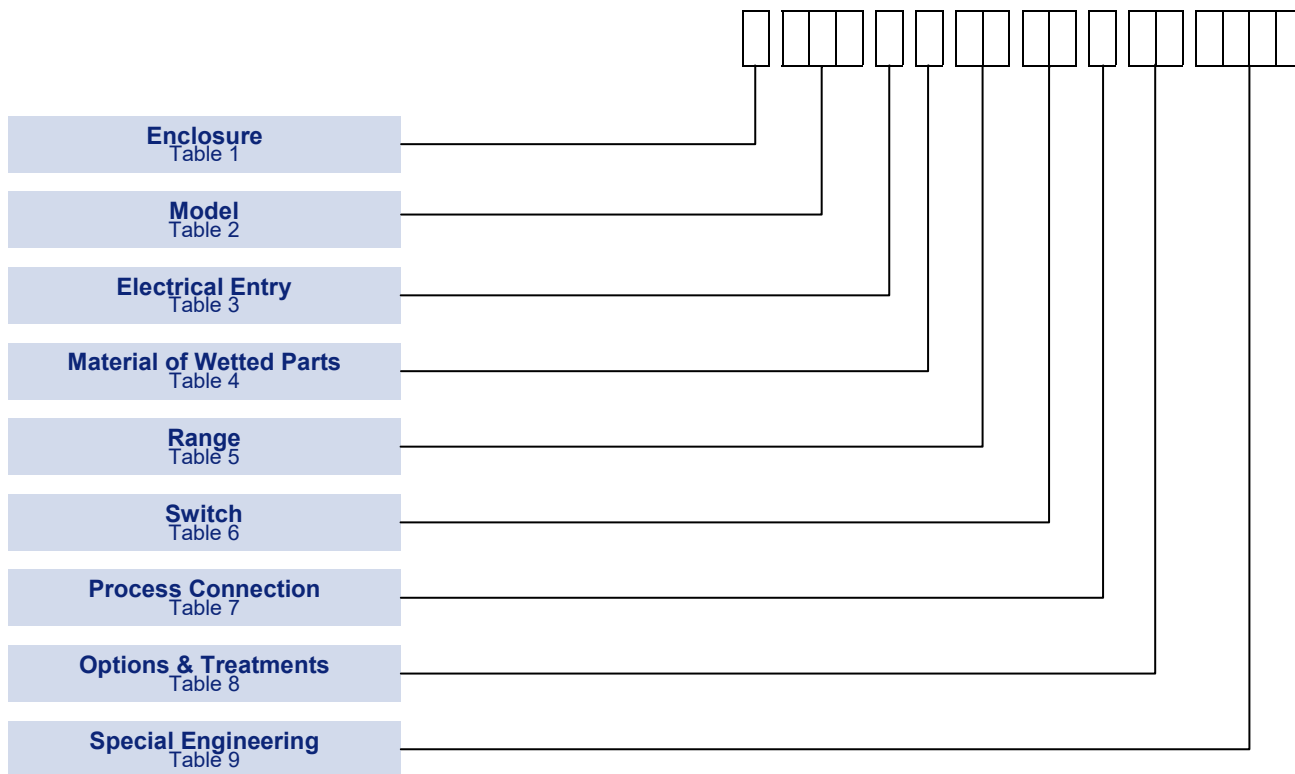 Enclosure
Table 1
Model
Table 2
Electrical Entry
Table 3
Material of Wetted Parts
Table 4
Range
Table 5
Switch
Table 6
Process Connection
Table 7
Options & Treatments
Table 8
Special Engineering
Table 9